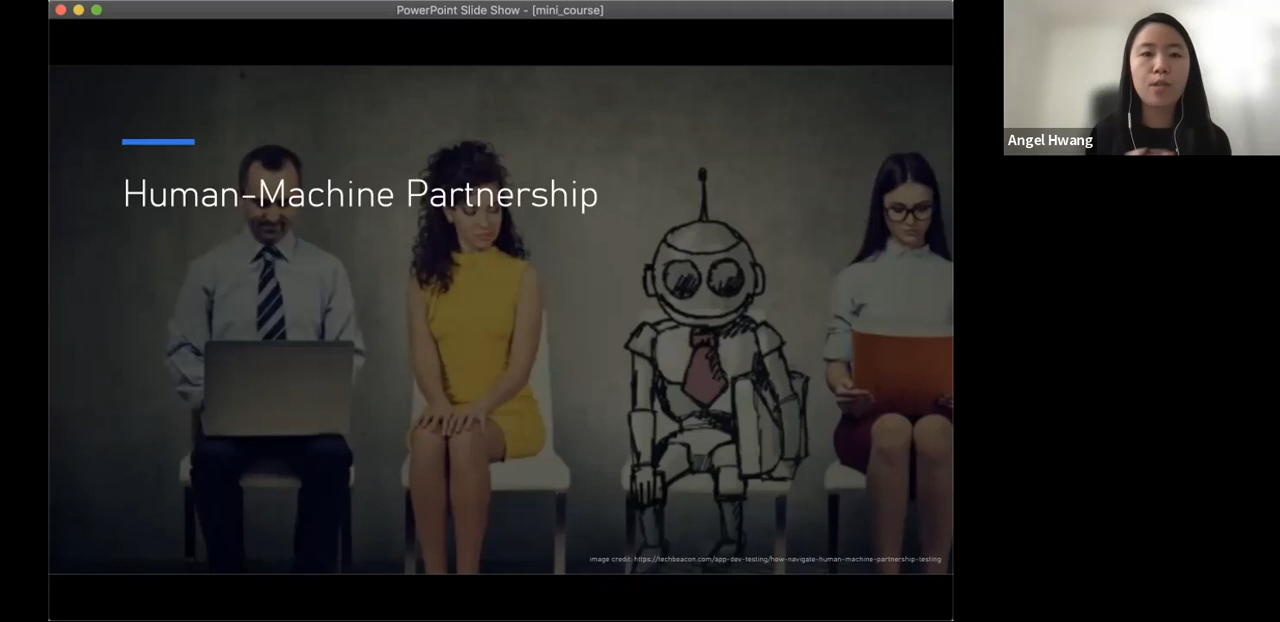 PowerPoint Slide Show - [mini_course]
Angel Hwang
Human-Machine Partnership
image credit: https://techbeacon.com/app-dev-testing/how-navigate-human-machine-partnership-testing